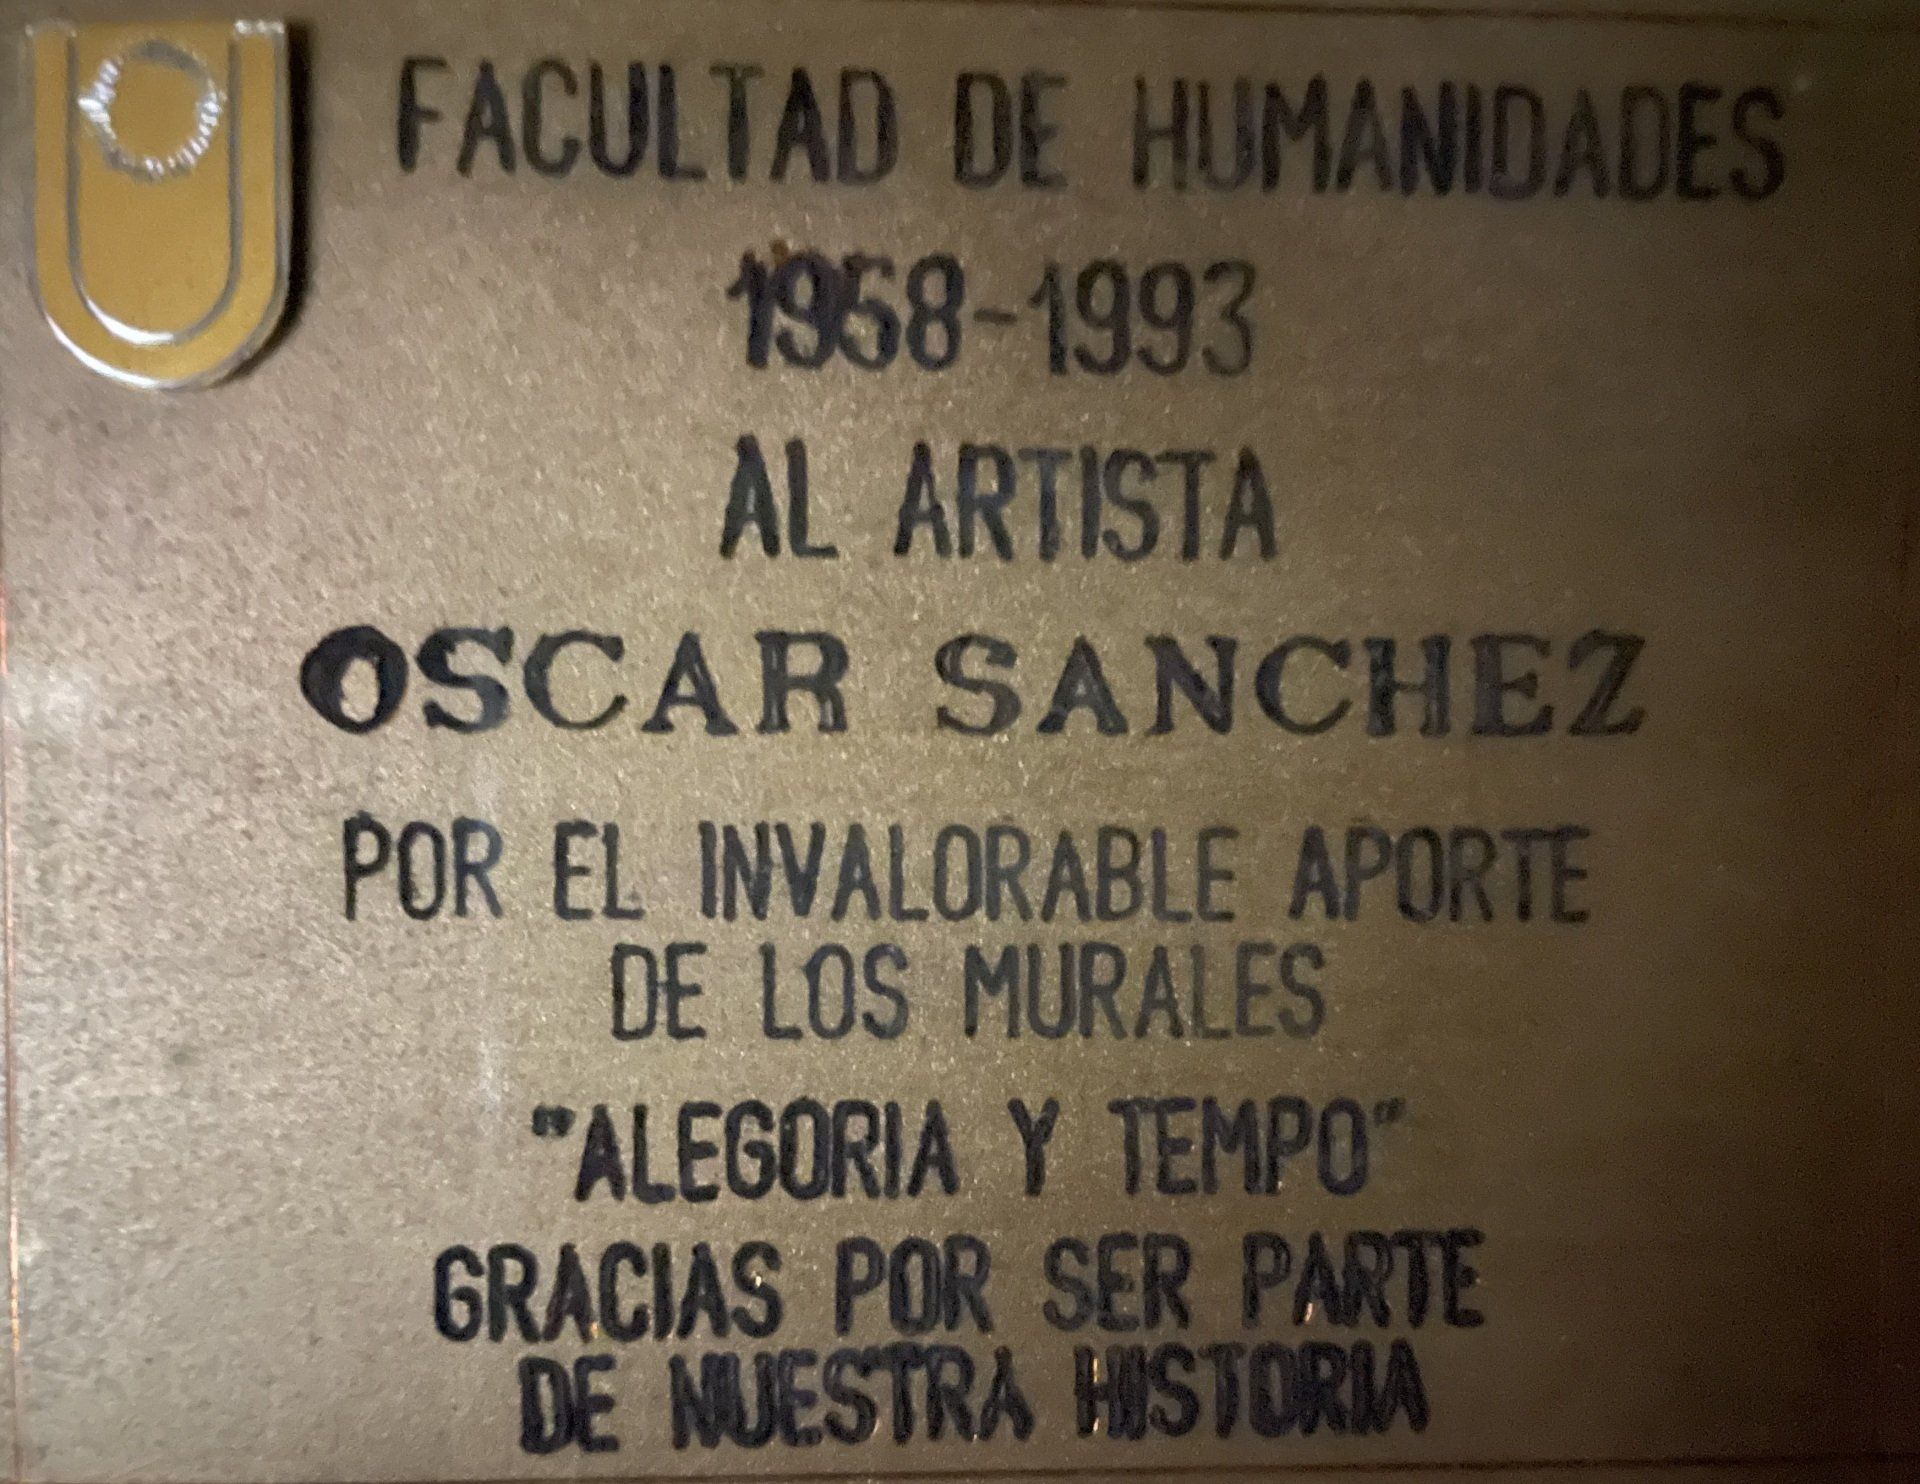 FACULTAD DE HUMANIDADES
1958-1993
AL ARTISTA
OSCAR SANCHEZ
POR EL INVALORABLE APORTE
DE LOS MURALES
"ALEGORIA Y TEMPO"
GRACIAS POR SER PARTE
DE NUESTRA HISTORIA